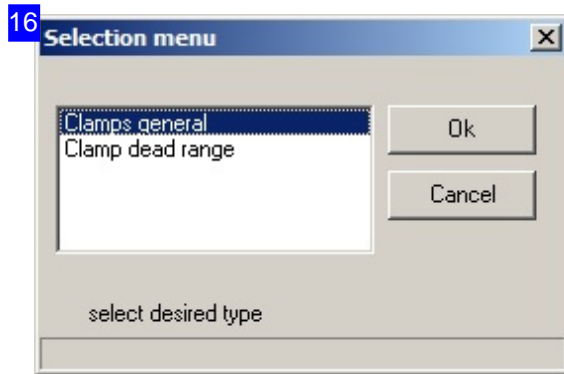 16
Selection menu
Clamps general
Clamp dead range
Ok
Cancel
select desired type